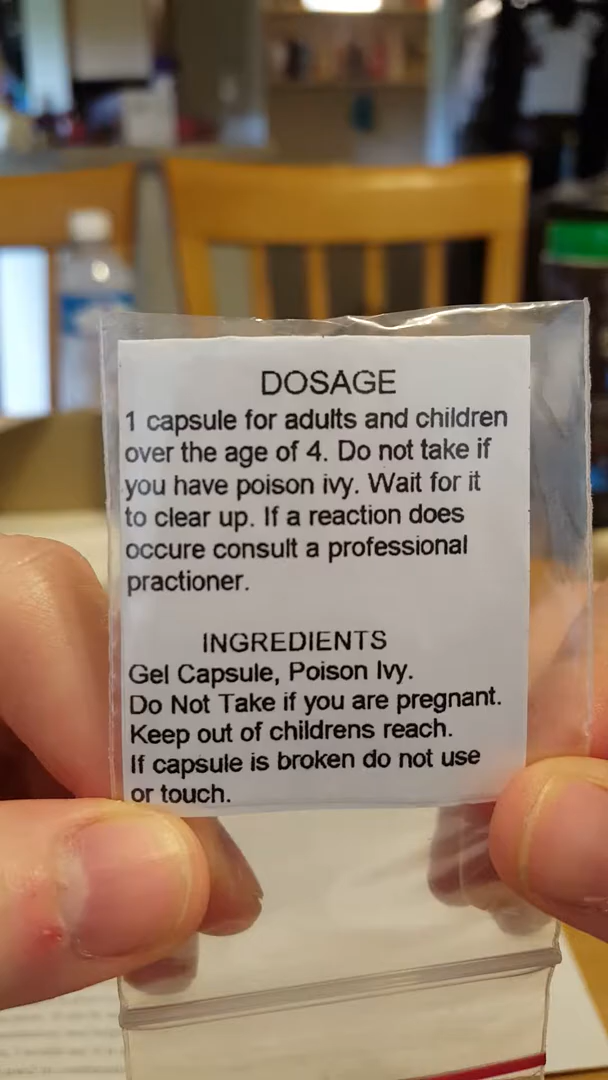 DOSAGE
1 capsule for adults and children
over the age of 4. Do not take if
you have poison ivy. Wait for it
to clear up. If a reaction does
occure consult a professional
practioner.
INGREDIENTS
Gel Capsule, Poison Ivy.
Do Not Take if you are pregnant.
Keep out of childrens reach.
If capsule is broken do not use
or touch.